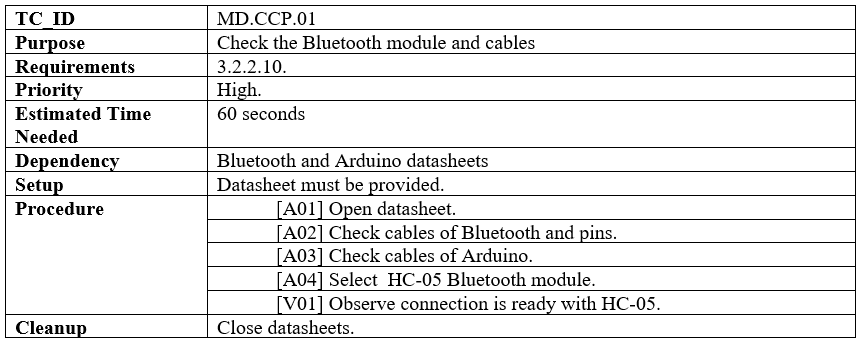 TC_ID MD.CCP.01
Purpose Check the Bluetooth module and cables
Requirements 3.2.2.10.
Priority High.
Estimated Time Needed 60 seconds
Dependency Bluetooth and Arduino datasheets
Setup Datasheet must be provided.
Procedure [A01] Open datasheet.
[A02] Check cables of Bluetooth and pins.
[A03] Check cables of Arduino.
[A04] Select  HC-05 Bluetooth module.
[V01] Observe connection is ready with HC-05.
Cleanup Close datasheets.